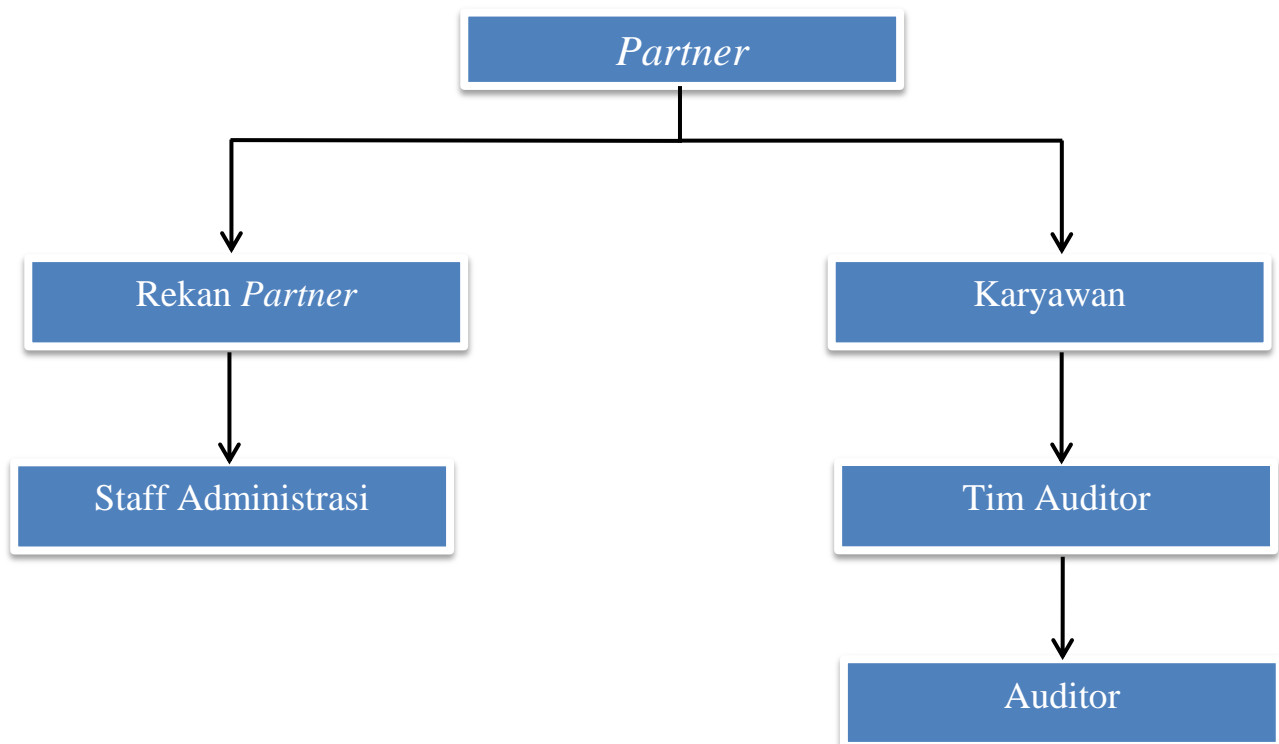 Partner
Rekan Partner
Karyawan
Staff Administrasi
Tim Auditor
Auditor